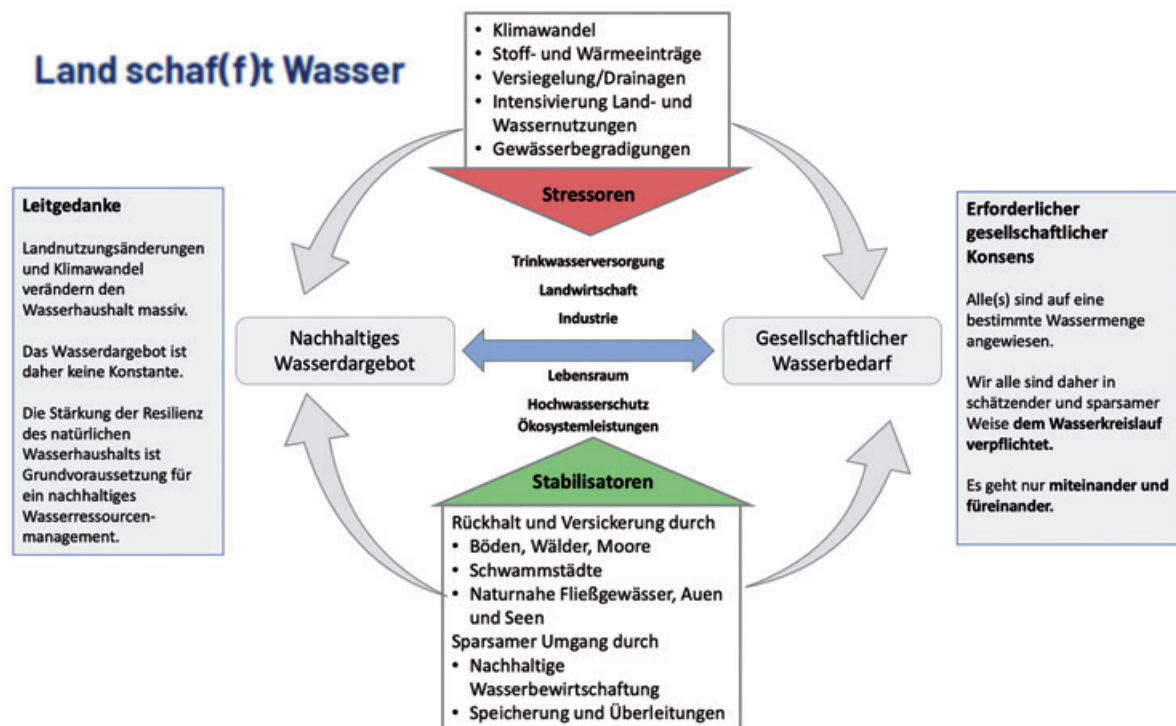 Land schaf(f)t Wasser
• Klimawandel
• Stoff- und Wärmeeinträge
• Versiegelung/Drainagen
• Intensivierung Land- und
Wassernutzungen
• Gewässerbegradigungen
Stressoren
Leitgedanke
Landnutzungsänderungen
und Klimawandel
verändern den
Wasserhaushalt massiv.
Das Wasserdargebot ist
daher keine Konstante.
Die Stärkung der Resilienz
des natürlichen
Wasserhaushalts ist
Grundvoraussetzung für
ein nachhaltiges
Wasserressourcen-
management.
Nachhaltiges
Wasserdargebot
Trinkwasserversorgung
Landwirtschaft
Industrie
Lebensraum
Hochwasserschutz
Ökosystemleistungen
Gesellschaftlicher
Wasserbedarf
Erforderlicher
gesellschaftlicher
Konsens
Alle(s) sind auf eine
bestimmte Wassermenge
angewiesen.
Wir alle sind daher in
schätzender und sparsamer
Weise dem Wasserkreislauf
verpflichtet.
Es geht nur miteinander und
füreinander.
Stabilisatoren
Rückhalt und Versickerung durch
• Böden, Wälder, Moore
• Schwammstädte
• Naturnahe Fließgewässer, Auen
und Seen
Sparsamer Umgang durch
• Nachhaltige
Wasserbewirtschaftung
• Speicherung und Überleitungen